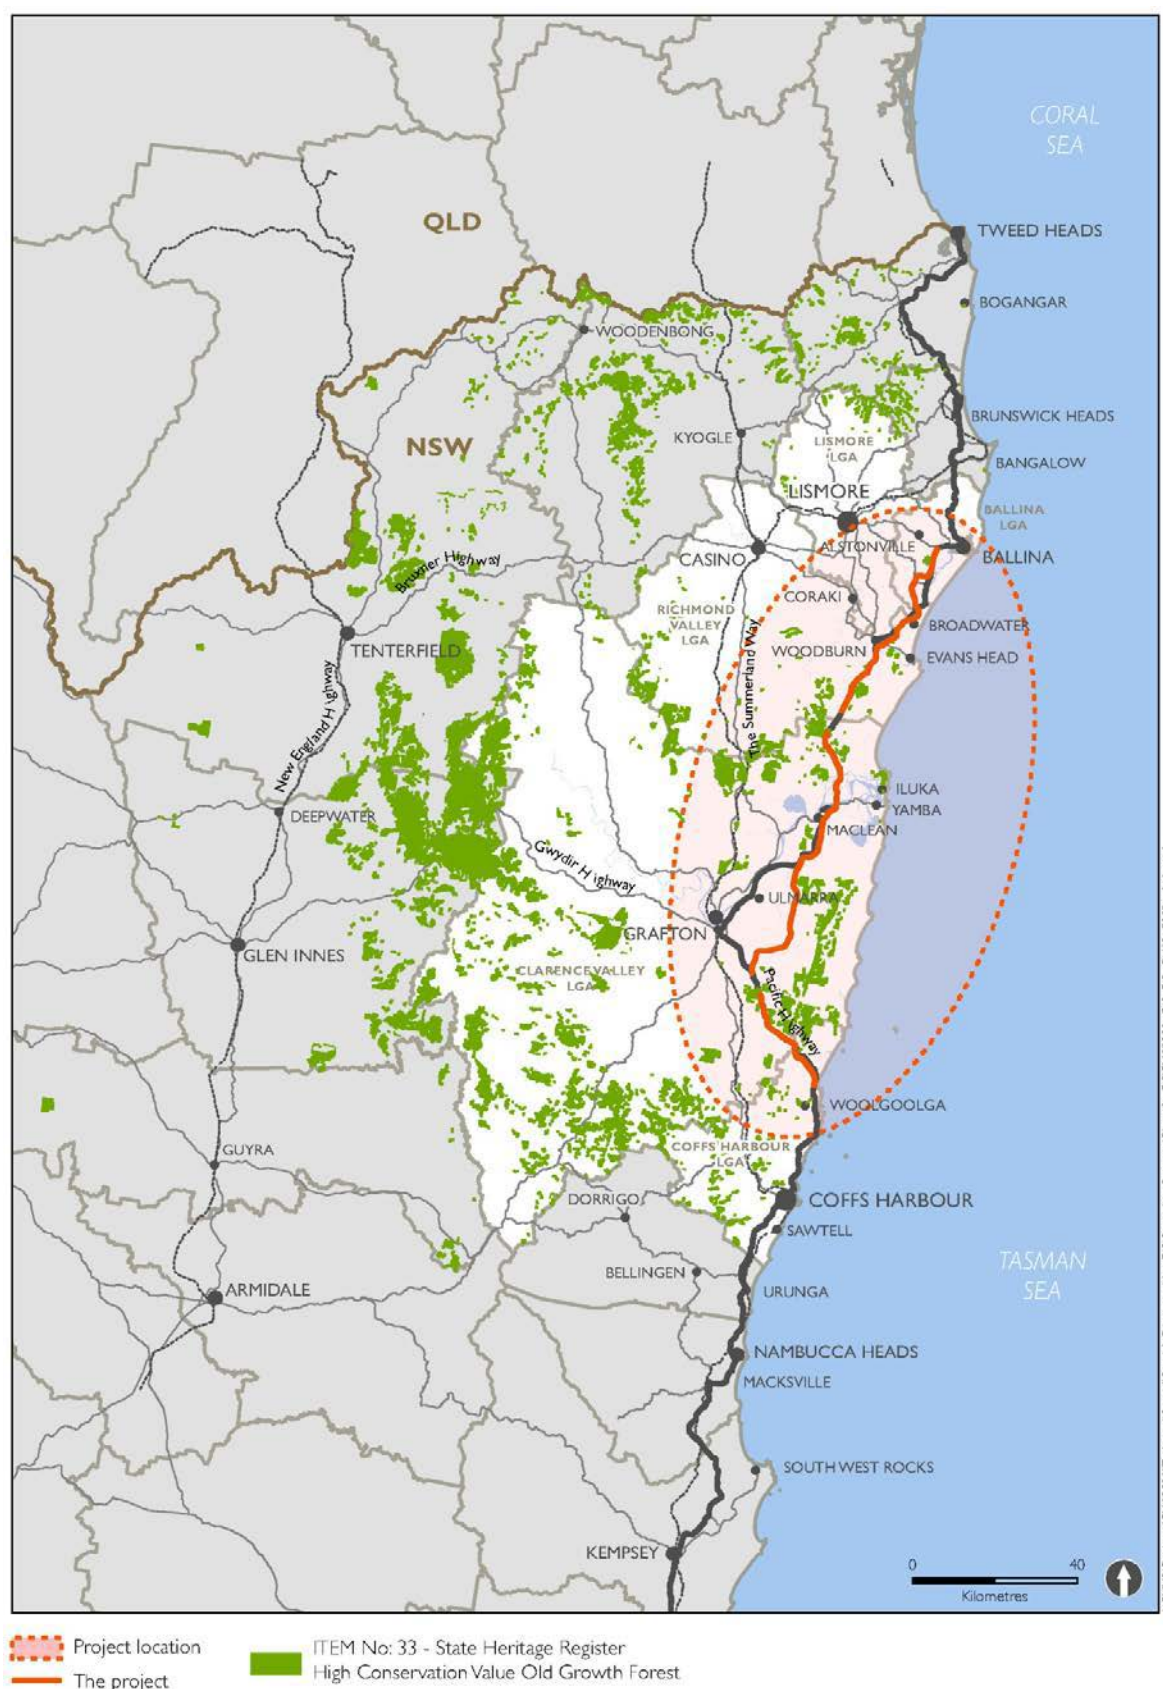 CORAL
SEA
QLD
TWEED HEADS
BOGANGAR
WOODENBONG
BRUNSWICK HEADS
KYOGLE
NSW
LISMORE
LGA
BANGALOW
LISMORE
BALLINA
LGA
ALSTONVILLE
BALLINA
CASINO
Bruxner Highway
CORAKI
RICHMOND
VALLEY
LGA
BROADWATER
TENTERFIELD
WOODBURN
EVANS HEAD
The Summerland Way
New England Highway
ILUKA
YAMBA
DEEPWATER
MACLEAN
Gwydir Highway
ULMARRA
GRAFTON
GLEN INNES
CLARENCE VALLEY
LGA
Pacific Highway
WOOLGOOLGA
GUYRA
COFFS HARBOUR
LGA
DORRIGO
COFFS HARBOUR
SAWTELL
TASMAN
SEA
BELLINGEN
ARMIDALE
URUNGA
NAMBUCCA HEADS
MACKSVILLE
SOUTH WEST ROCKS
KEMPSEY
0 40
Kilometres
Project location
The project
ITEM No: 33 - State Heritage Register
High Conservation Value Old Growth Forest